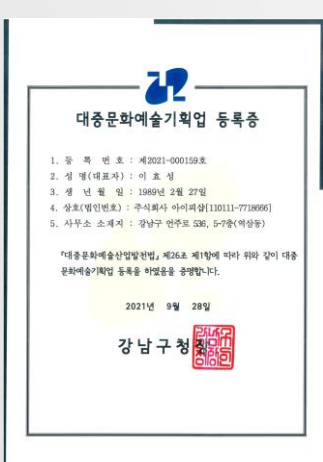 대중문화예술기획업 등록증
1. 등 록 번 호 : 제2021-000159호
2. 성 명(대표자) : 이 효 성
3. 생 년 월 일 : 1989년 2월 27일
4. 상호(법인번호) : 주식회사 아이피샵[110111-7718666]
5. 사무소 소재지 : 강남구 언주로 536, 5-7층(역삼동)
『대중문화예술산업발전법』 제26조 제1항에 따라 위와 같이 대중
문화예술기획업 등록을 하였음을 증명합니다.
2021년 9월 28일
강남구청장